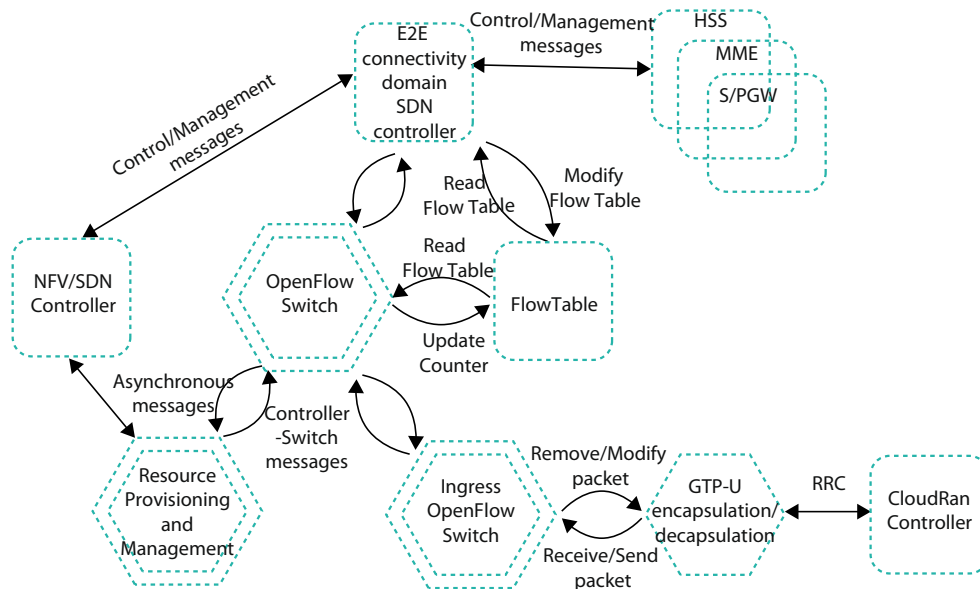 Control/Management
messages
HSS
MME
S/PGW
E2E
connectivity
domain
SDN
controller
Control/Management
messages
Read
Flow Table
Modify
Flow Table
NFV/SDN
Controller
OpenFlow
Switch
Read
Flow Table
FlowTable
Update
Counter
Asynchronous
messages
Controller
-Switch
messages
Resource
Provisioning
and
Management
Ingress
OpenFlow
Switch
Remove/Modify
packet
Receive/Send
packet
GTP-U
encapsulation/
decapsulation
RRC
CloudRan
Controller